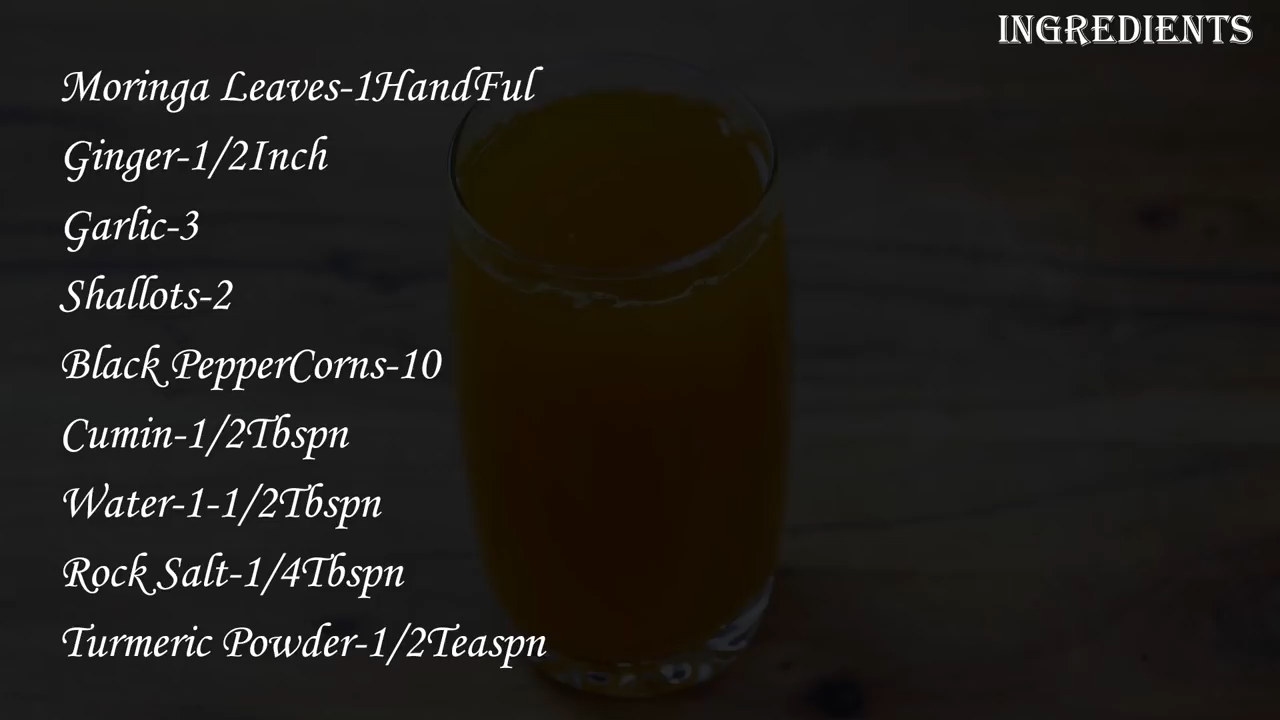 INGREDIENTS
Moringa Leaves-1HandFul
Ginger-1/2Inch
Garlic-3
Shallots-2
Black PepperCorns-10
Cumin-1/2Tbspn
Water-1-1/2Tbspn
Rock Salt-1/4Tbspn
Turmeric Powder-1/2Teaspn